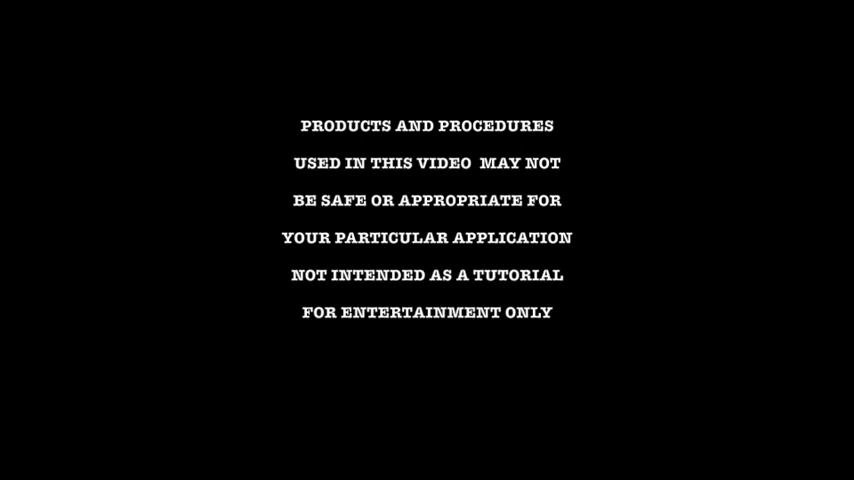 PRODUCTS AND PROCEDURES
USED IN THIS VIDEO  MAY NOT
BE SAFE OR APPROPRIATE FOR
YOUR PARTICULAR APPLICATION
NOT INTENDED AS A TUTORIAL
FOR ENTERTAINMENT ONLY